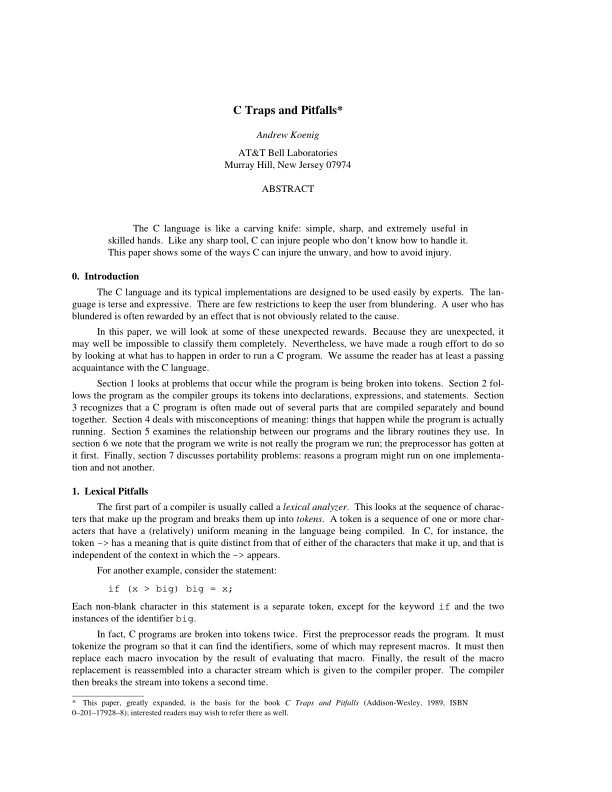 C Traps and Pitfalls*
Andrew Koenig
AT&T Bell Laboratories
Murray Hill, New Jersey 07974
ABSTRACT
The C language is like a carving knife: simple, sharp, and extremely useful in
skilled hands. Like any sharp tool, C can injure people who don't know how to handle it.
This paper shows some of the ways C can injure the unwary, and how to avoid injury.
0. Introduction
The C language and its typical implementations are designed to be used easily by experts. The lan-
guage is terse and expressive. There are few restrictions to keep the user from blundering. A user who has
blundered is often rewarded by an effect that is not obviously related to the cause.
In this paper, we will look at some of these unexpected rewards. Because they are unexpected, it
may well be impossible to classify them completely. Nevertheless, we have made a rough effort to do so
by looking at what has to happen in order to run a C program. We assume the reader has at least a passing
acquaintance with the C language.
Section 1 looks at problems that occur while the program is being broken into tokens. Section 2 fol-
lows the program as the compiler groups its tokens into declarations, expressions, and statements. Section
3 recognizes that a C program is often made out of several parts that are compiled separately and bound
together. Section 4 deals with misconceptions of meaning: things that happen while the program is actually
running. Section 5 examines the relationship between our programs and the library routines they use. In
section 6 we note that the program we write is not really the program we run; the preprocessor has gotten at
it first. Finally, section 7 discusses portability problems: reasons a program might run on one implementa-
tion and not another.
1. Lexical Pitfalls
The first part of a compiler is usually called a lexical analyzer. This looks at the sequence of charac-
ters that make up the program and breaks them up into tokens. A token is a sequence of one or more char-
acters that have a (relatively) uniform meaning in the language being compiled. In C, for instance, the
token -> has a meaning that is quite distinct from that of either of the characters that make it up, and that is
independent of the context in which the -> appears.
For another example, consider the statement:
if (x > big) big = x;
Each non-blank character in this statement is a separate token, except for the keyword if and the two
instances of the identifier big.
In fact, C programs are broken into tokens twice. First the preprocessor reads the program. It must
tokenize the program so that it can find the identifiers, some of which may represent macros. It must then
replace each macro invocation by the result of evaluating that macro. Finally, the result of the macro
replacement is reassembled into a character stream which is given to the compiler proper. The compiler
then breaks the stream into tokens a second time.
* This paper, greatly expanded, is the basis for the book C Traps and Pitfalls (Addison-Wesley, 1989, ISBN
0–201–17928–8); interested readers may wish to refer there as well.